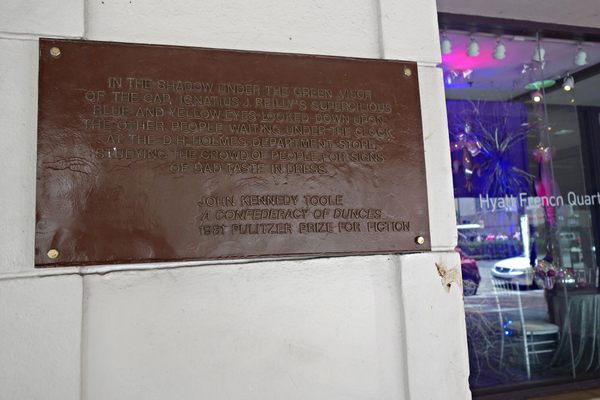 IN THE SHADOW UNDER THE GREEN VISOR
OF THE CAP, IGNATIUS J. REILLY'S SUPERCILIOUS
BLUE AND YELLOW EYES LOOKED DOWN UPON
THE OTHER PEOPLE WAITING UNDER THE CLOCK
AT THE D.H. HOLMES DEPARTMENT STORE,
STUDYING THE CROWD OF PEOPLE FOR SIGNS
OF BAD TASTE IN DRESS.
JOHN KENNEDY TOOLE
A CONFEDERACY OF DUNCES
1981 PULITZER PRIZE FOR FICTION
Hyatt French Quart